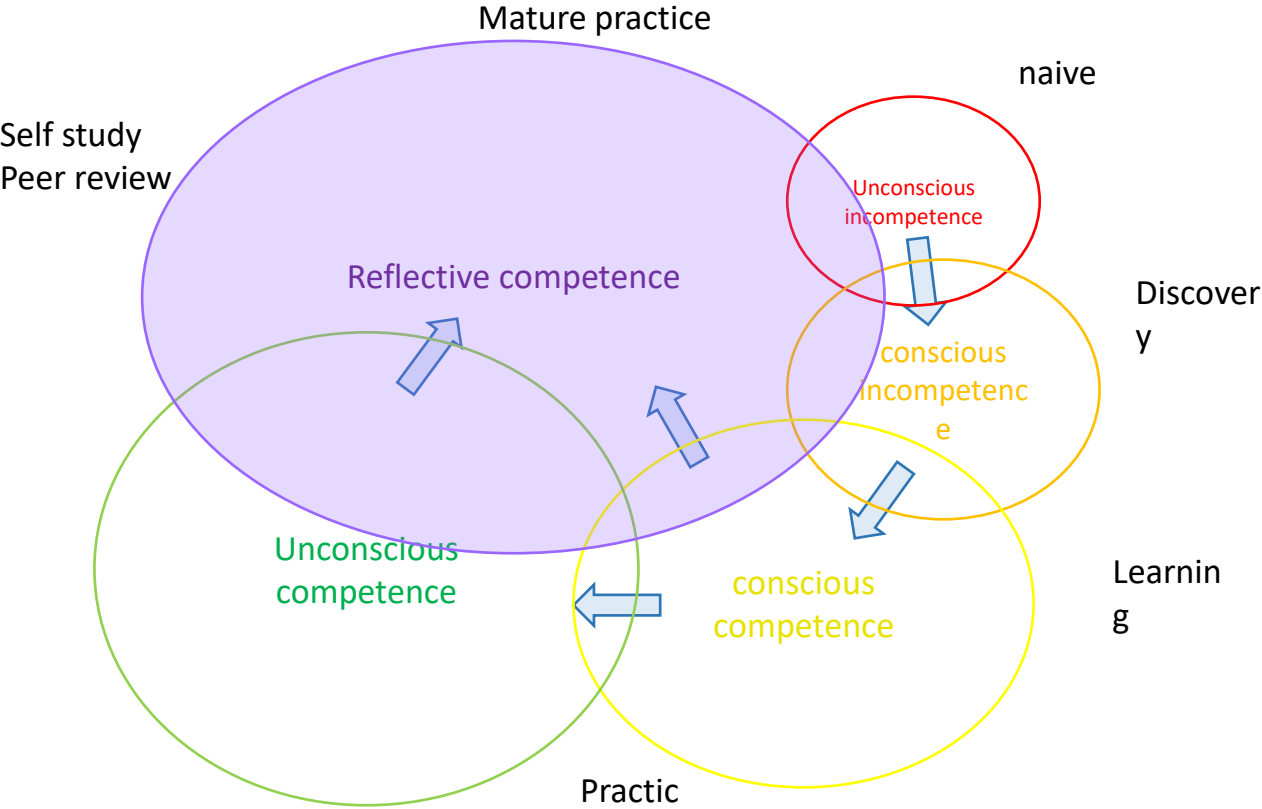 Mature practice
naive
Self study
Peer review
Unconscious
incompetence
Reflective competence
Discover
y
conscious
incompetenc
e
Unconscious
competence
conscious
competence
Learnin
g
Practic